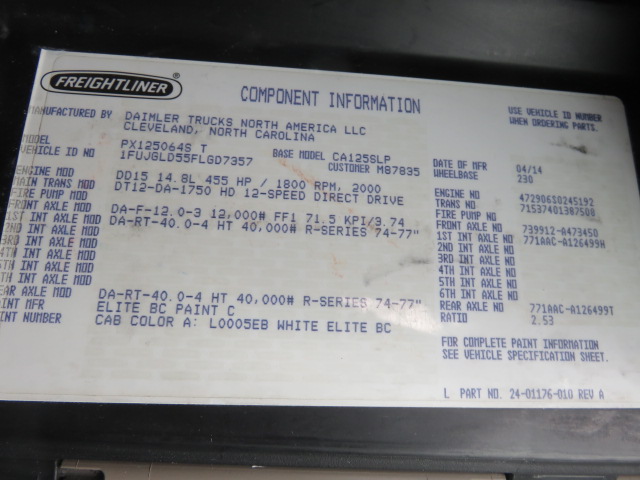 FREIGHTLINER ®
COMPONENT INFORMATION
USE VEHICLE ID NUMBER
WHEN ORDERING PARTS.
MANUFACTURED BY DAIMLER TRUCKS NORTH AMERICA LLC
CLEVELAND, NORTH CAROLINA
MODEL PX125064S T BASE MODEL CA125SLP
VEHICLE ID NO 1FUJGLD55FLGD7357 CUSTOMER M87835
ENGINE MOD DD15 14.8L 455 HP / 1800 RPM, 2000
MAIN TRANS MOD DT12-DA-1750 HD 12-SPEED DIRECT DRIVE
FIRE PUMP MOD
FRONT AXLE MOD DA-F-12.0-3 12,000# FF1 71.5 KPI/3.74
1ST INT AXLE MOD DA-RT-40.0-4 HT 40,000# R-SERIES 74-77"
2ND INT AXLE MOD
3RD INT AXLE MOD
4TH INT AXLE MOD
5TH INT AXLE MOD
TH INT AXLE MOD
EAR AXLE MOD DA-RT-40.0-4 HT 40,000# R-SERIES 74-77"
INT MFR ELITE BC PAINT C
INT NUMBER CAB COLOR A: L0005EB WHITE ELITE BC
DATE OF MFR 04/14
WHEELBASE 230
ENGINE NO 472906S0245192
TRANS NO 71537401387508
FIRE PUMP NO
FRONT AXLE NO 739912-A473450
1ST INT AXLE NO 771AAC-A126499H
2ND INT AXLE NO
3RD INT AXLE NO
4TH INT AXLE NO
5TH INT AXLE NO
6TH INT AXLE NO
REAR AXLE NO 771AAC-A126499T
RATIO 2.53
FOR COMPLETE PAINT INFORMATION
SEE VEHICLE SPECIFICATION SHEET.
L PART NO. 24-01176-010 REV A